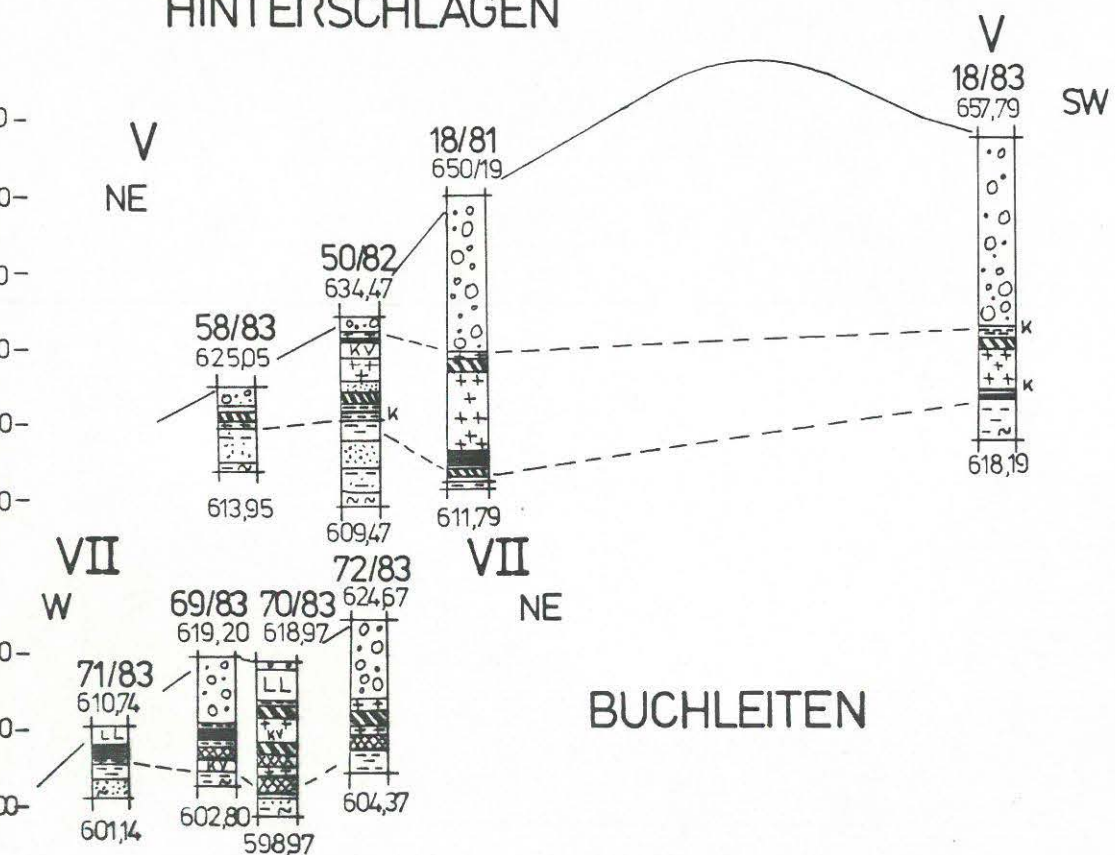 HINTERSCHLAGEN
V
18/83
657,79
SW
V
NE
18/81
650/19
50/82
634,47
58/83
625,05
K
KV
K
K
618,19
613,95
609,47
611,79
VII
W
VII
NE
72/83
624,67
69/83
619,20
70/83
618,97
71/83
610,74
LL
LL
KV
KV
BUCHLEITEN
601,14
602,80
598,97
604,37